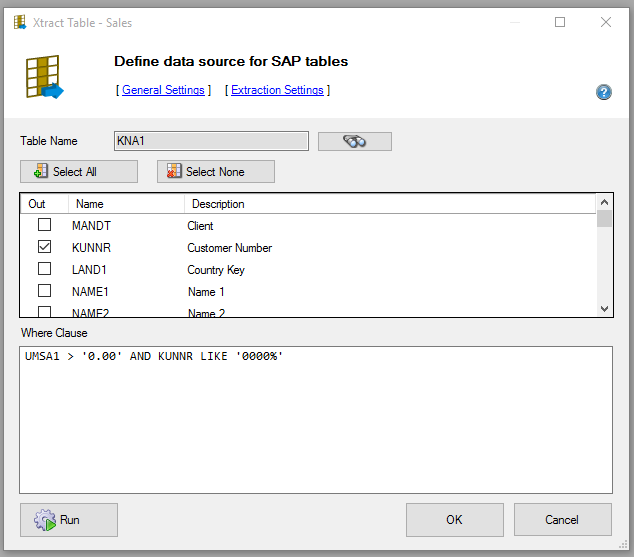 Xtract Table - Sales
Define data source for SAP tables
[ General Settings ] [ Extraction Settings ]
?
Table Name KNA1
Select All Select None
Out Name Description
MANDT Client
KUNNR Customer Number
LAND1 Country Key
NAME1 Name 1
NAME2 Name 2
Where Clause
UMSA1 > '0.00' AND KUNNR LIKE '0000%'
Run OK Cancel